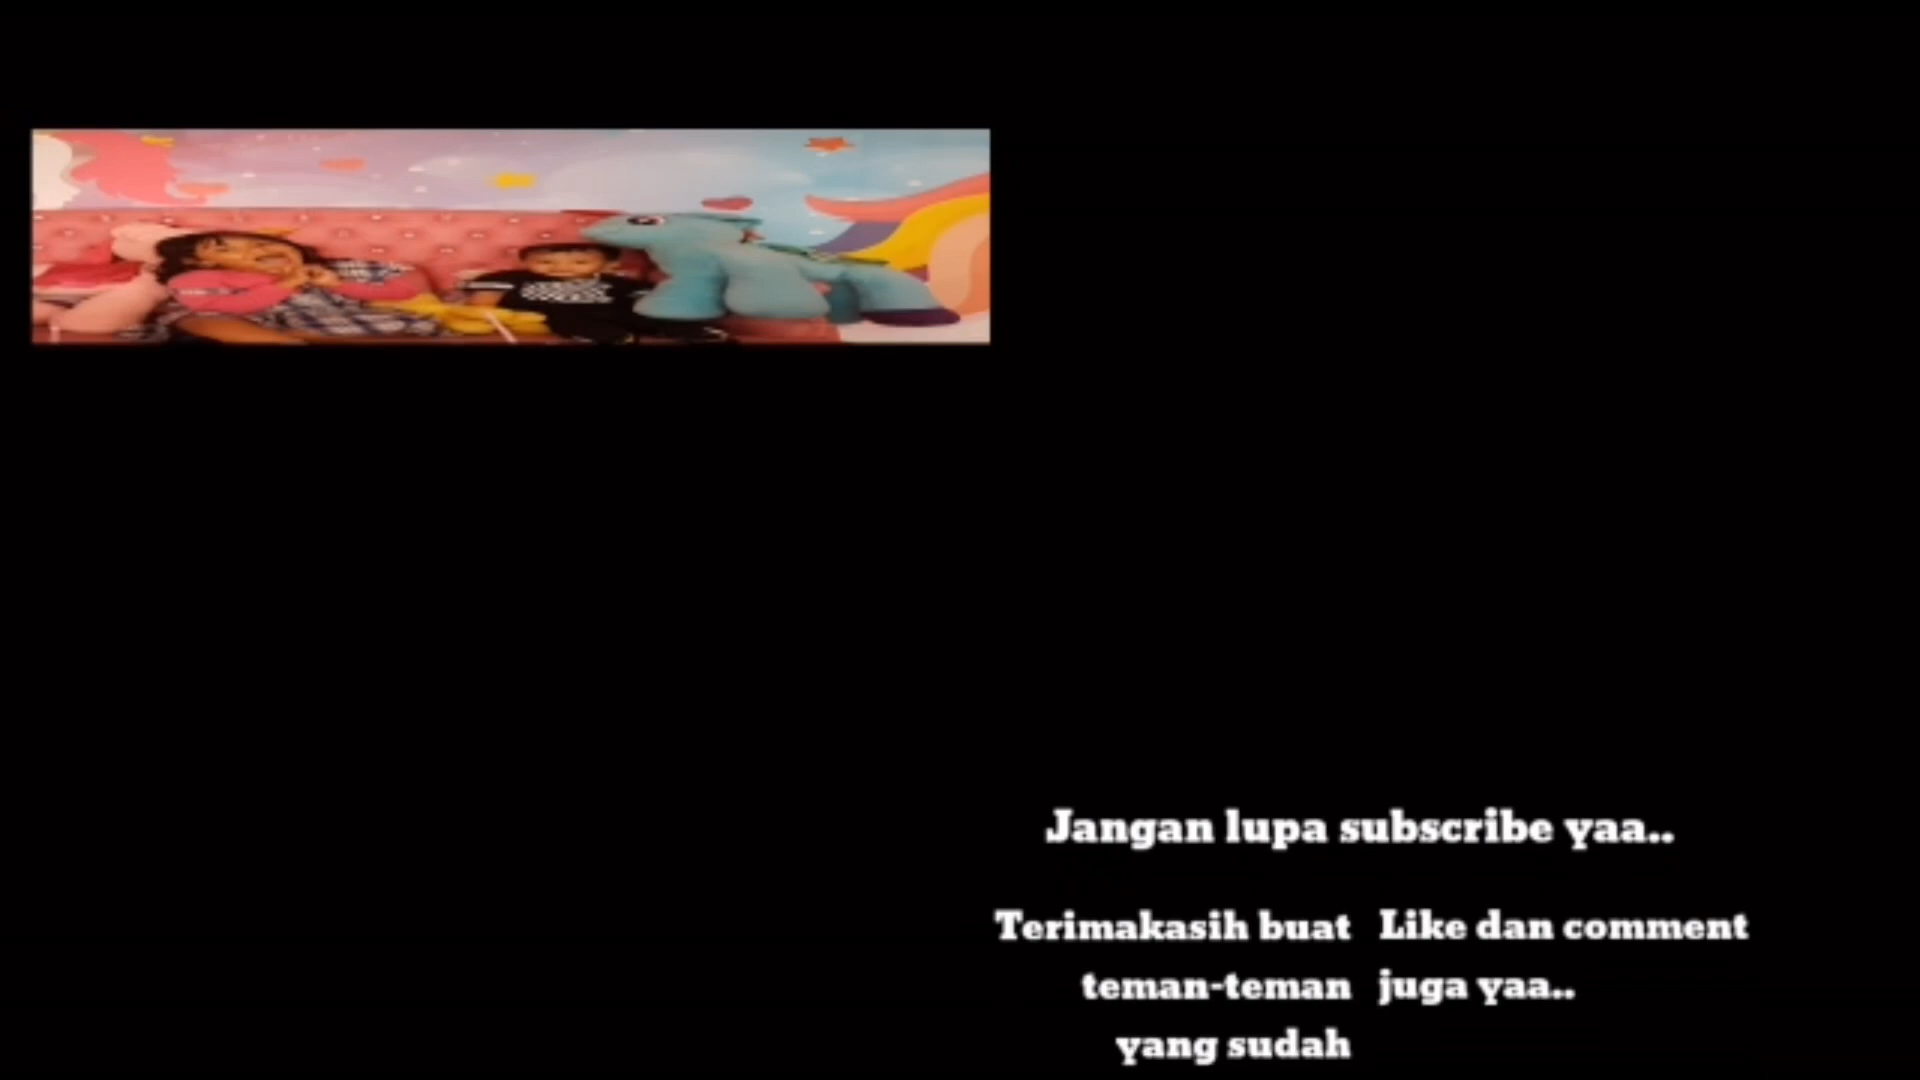 Jangan lupa subscribe yaa..
Terimakasih buat
teman-teman
yang sudah
Like dan comment
juga yaa..